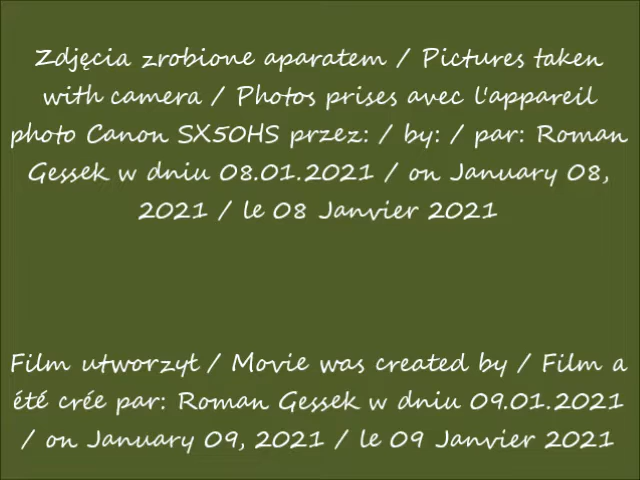 Zdjęcia zrobione aparatem / Pictures taken
with camera / Photos prises avec l'appareil
photo Canon SX50HS przez: / by: / par: Roman
Gessek w dniu 08.01.2021 / on January 08,
2021 / le 08 Janvier 2021
Film utworzył / Movie was created by / Film a
été crée par: Roman Gessek w dniu 09.01.2021
/ on January 09, 2021 / le 09 Janvier 2021